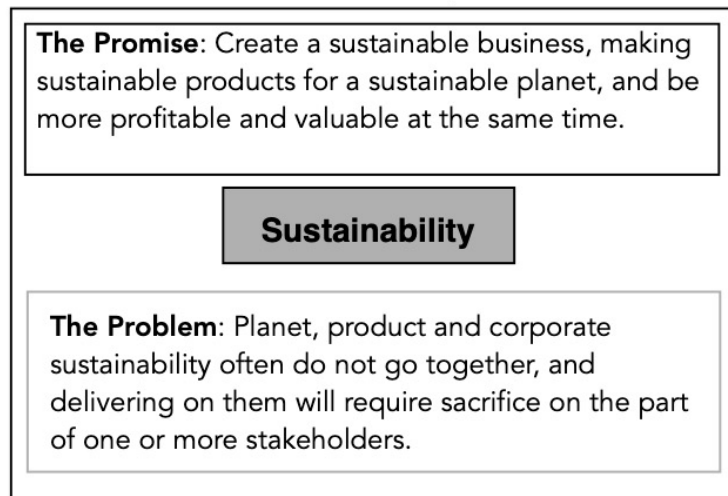 The Promise: Create a sustainable business, making
sustainable products for a sustainable planet, and be
more profitable and valuable at the same time.
Sustainability
The Problem: Planet, product and corporate
sustainability often do not go together, and
delivering on them will require sacrifice on the part
of one or more stakeholders.